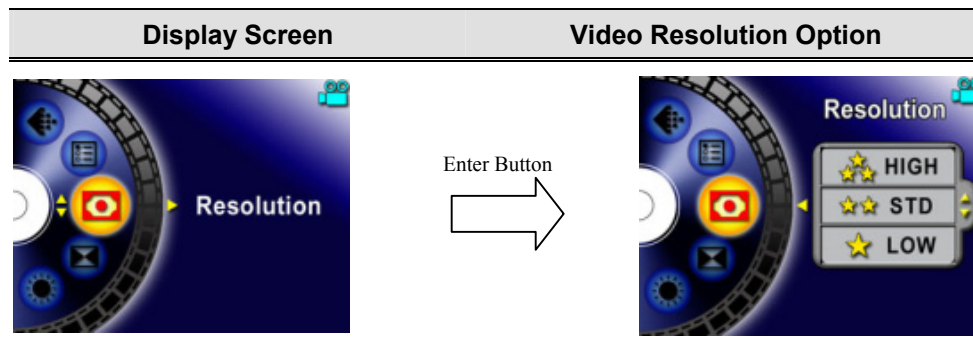 Display Screen Video Resolution Option
Resolution
Enter Button
Resolution
HIGH
STD
LOW